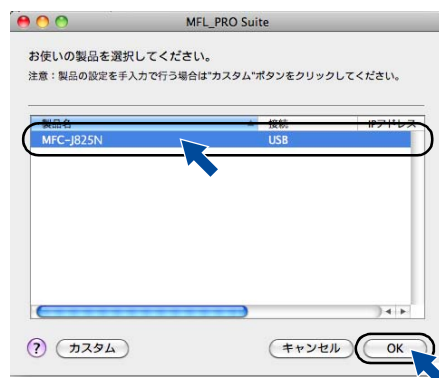 MFL_PRO Suite
お使いの製品を選択してください。
注意：製品の設定を手入力で行う場合は"カスタム"ボタンをクリックしてください。
製品名 接続 IPアドレス
MFC-J825N USB
? カスタム キャンセル OK